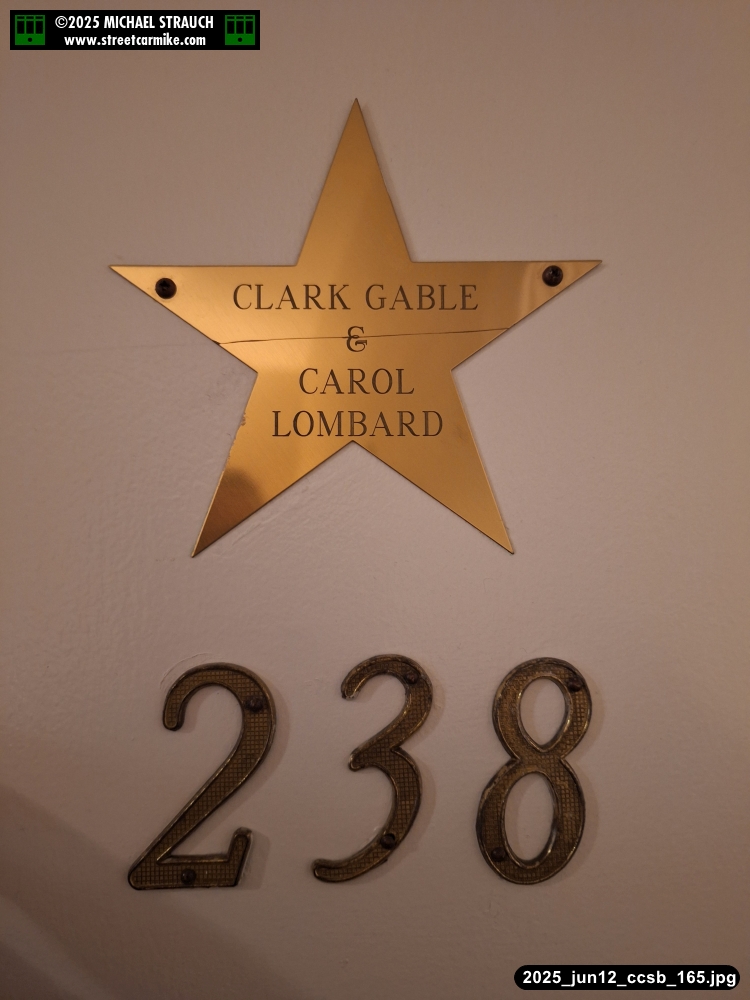 ©2025 MICHAEL STRAUCH
www.streetcarmike.com
CLARK GABLE
&
CAROL
LOMBARD
238
2025_jun12_ccsb_165.jpg